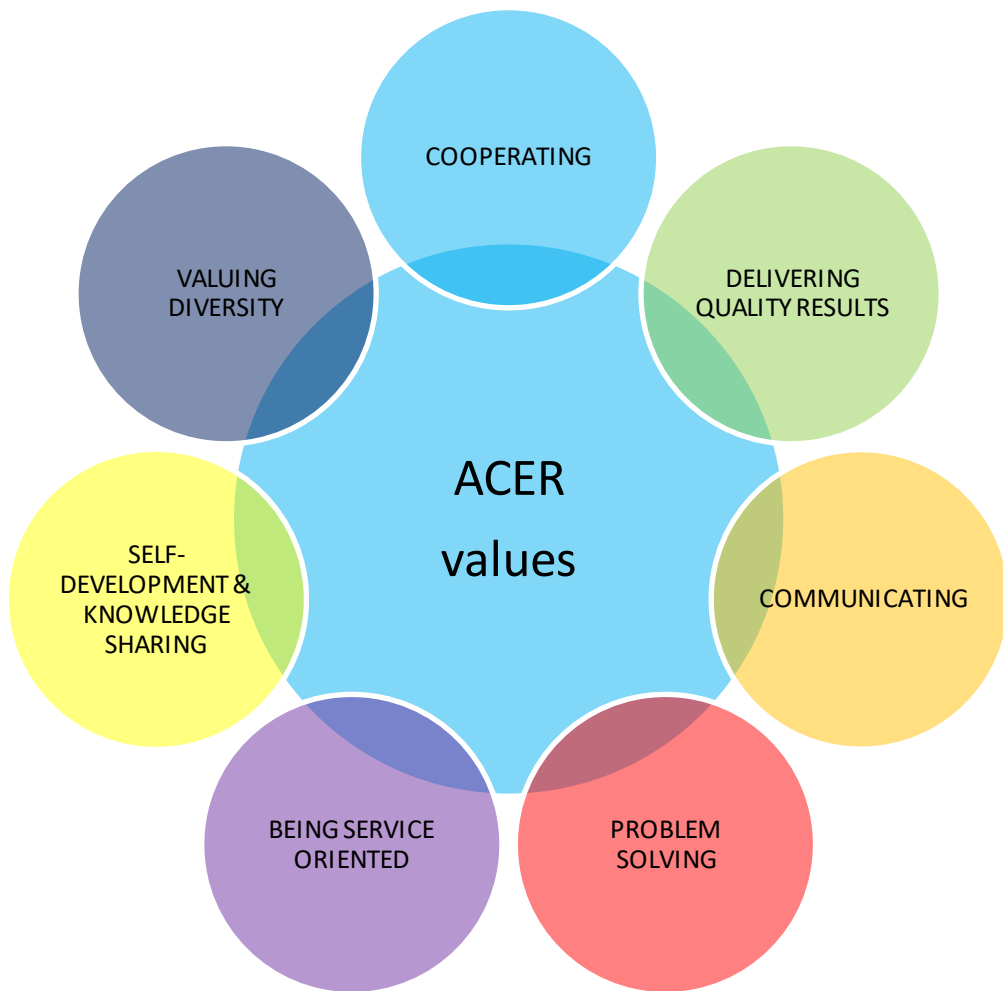 COOPERATING
DELIVERING
QUALITY RESULTS
COMMUNICATING
PROBLEM
SOLVING
BEING SERVICE
ORIENTED
SELF-
DEVELOPMENT &
KNOWLEDGE
SHARING
VALUING
DIVERSITY
ACER
values